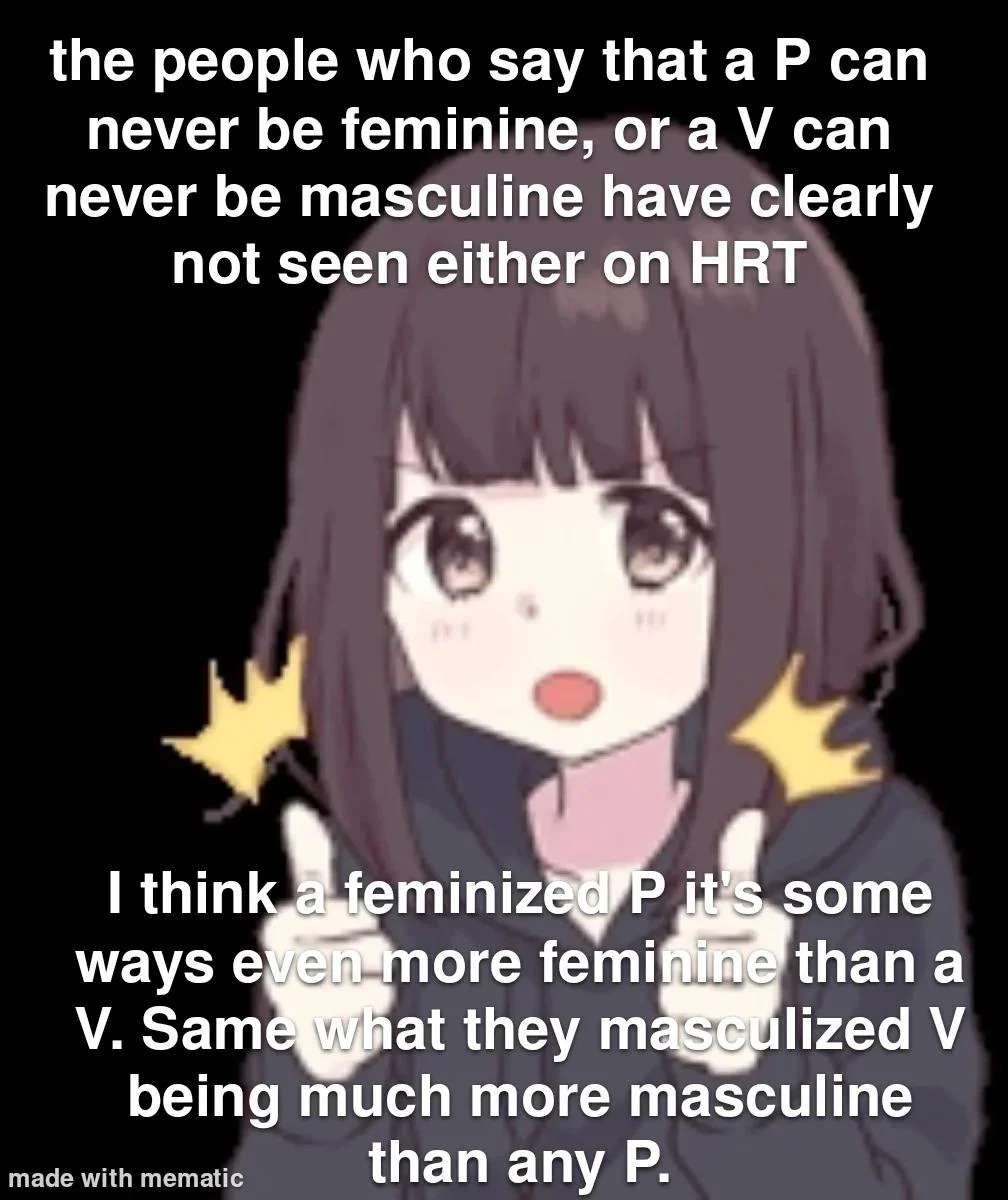 the people who say that a P can
never be feminine, or a V can
never be masculine have clearly
not seen either on HRT
I think a feminized P it's some
ways even more feminine than a
V. Same what they masculized V
being much more masculine
than any P.
made with mematic